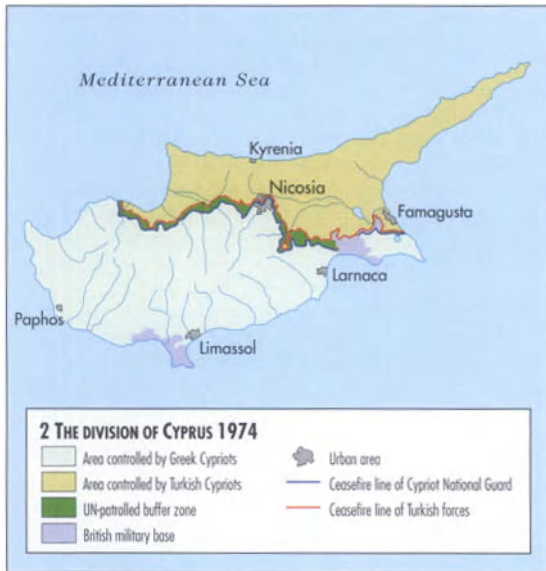 Mediterranean Sea
Kyrenia
Nicosia
Famagusta
Larnaca
Paphos
Limassol
2 THE DIVISION OF CYPRUS 1974
Area controlled by Greek Cypriots
Area controlled by Turkish Cypriots
UN-patrolled buffer zone
British military base
Urban area
Ceasefire line of Cypriot National Guard
Ceasefire line of Turkish forces